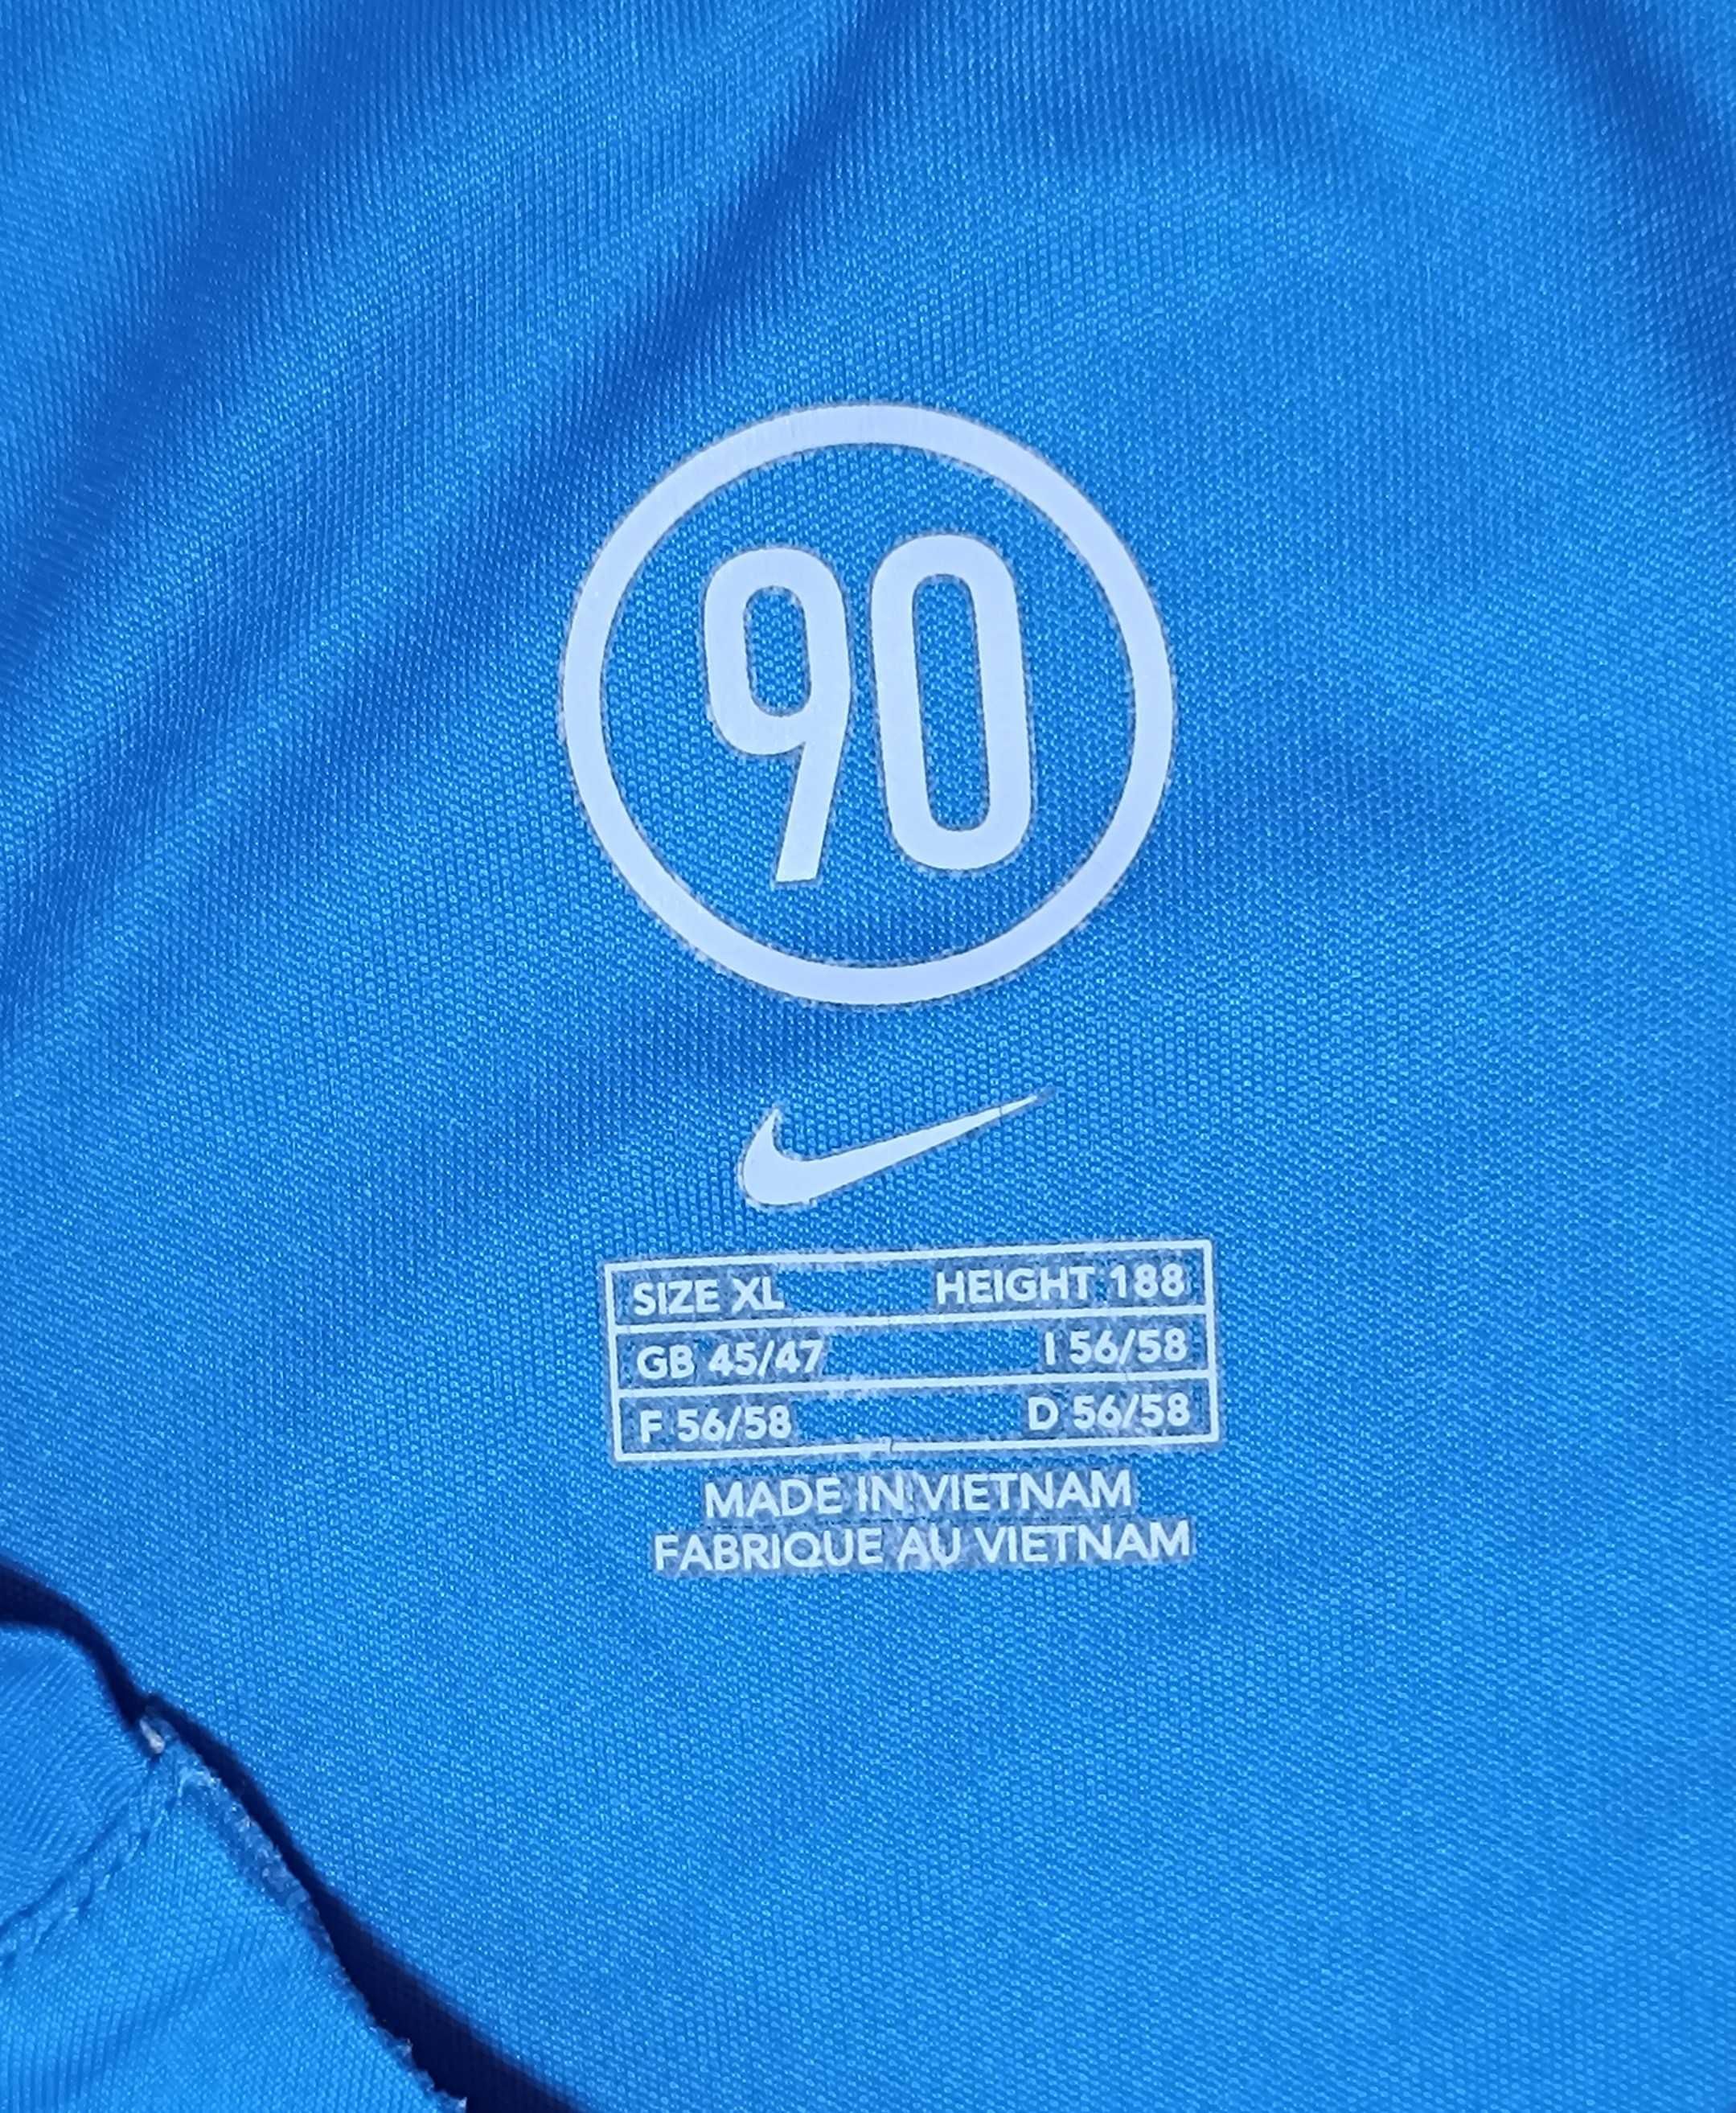 90
SIZE XL HEIGHT 188
GB 45/47 I 56/58
F 56/58 D 56/58
MADE IN VIETNAM
FABRIQUE AU VIETNAM